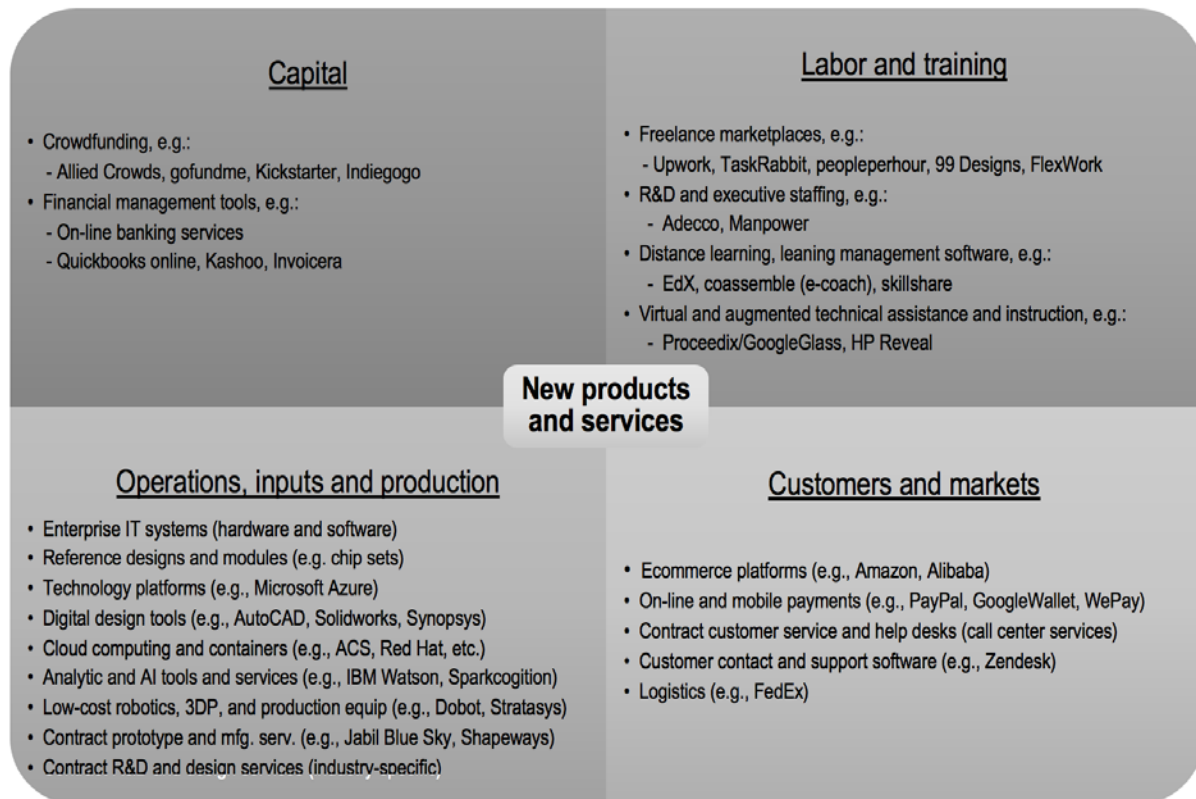 Capital
• Crowdfunding, e.g.:
- Allied Crowds, gofundme, Kickstarter, Indiegogo
• Financial management tools, e.g.:
- On-line banking services
- Quickbooks online, Kashoo, Invoicera
Labor and training
• Freelance marketplaces, e.g.:
- Upwork, TaskRabbit, peopleperhour, 99 Designs, FlexWork
• R&D and executive staffing, e.g.:
- Adecco, Manpower
• Distance learning, leaning management software, e.g.:
- EdX, coassemble (e-coach), skillshare
• Virtual and augmented technical assistance and instruction, e.g.:
- Proceedix/GoogleGlass, HP Reveal
New products
and services
Operations, inputs and production
• Enterprise IT systems (hardware and software)
• Reference designs and modules (e.g. chip sets)
• Technology platforms (e.g., Microsoft Azure)
• Digital design tools (e.g., AutoCAD, Solidworks, Synopsys)
• Cloud computing and containers (e.g., ACS, Red Hat, etc.)
• Analytic and AI tools and services (e.g., IBM Watson, Sparkcogition)
• Low-cost robotics, 3DP, and production equip (e.g., Dobot, Stratasys)
• Contract prototype and mfg. serv. (e.g., Jabil Blue Sky, Shapeways)
• Contract R&D and design services (industry-specific)
Customers and markets
• Ecommerce platforms (e.g., Amazon, Alibaba)
• On-line and mobile payments (e.g., PayPal, GoogleWallet, WePay)
• Contract customer service and help desks (call center services)
• Customer contact and support software (e.g., Zendesk)
• Logistics (e.g., FedEx)